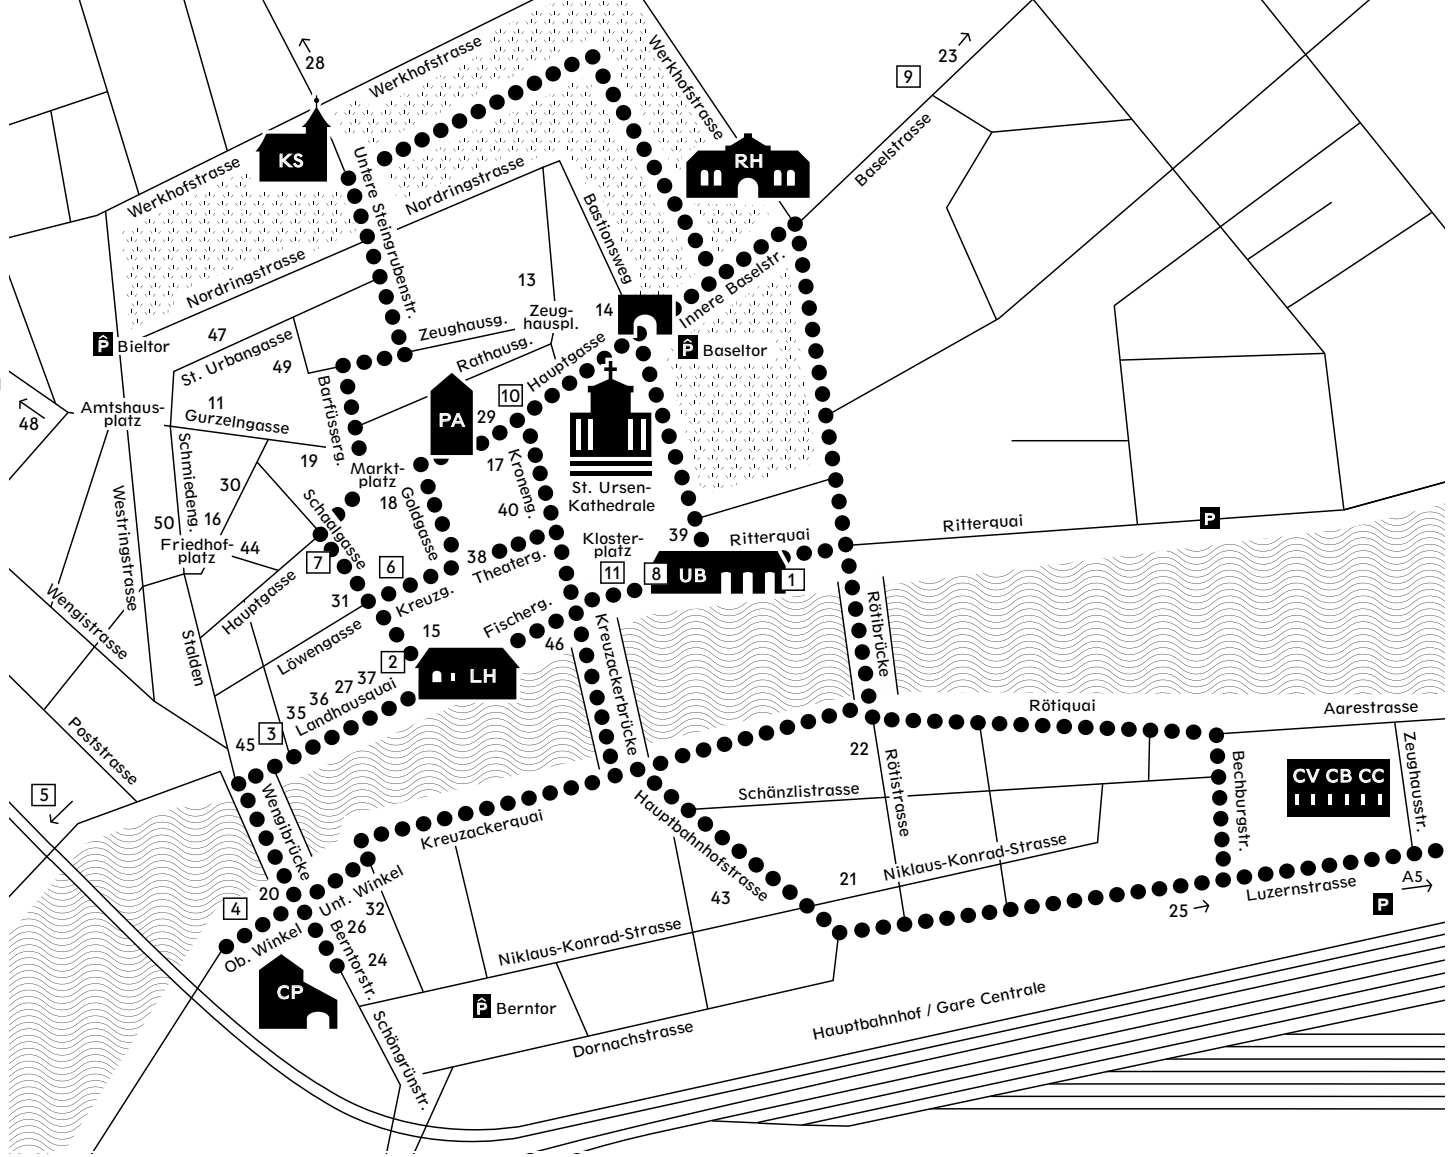 28
Werkhofstrasse
Werkhofstrasse
23
9
KS
RH
Werkhofstrasse
Untere Steingrubenstr.
Nordringstrasse
Baselstrasse
Bastionsweg
Nordringstrasse
Innere Baselstr.
13
14
Zeug-
hauspl.
Zeughausg.
Bieltor
47
St. Urbangasse
49
Rathausg.
Hauptgasse
Baseltor
Barfüsserg.
10
48
Amtshaus-
platz
11
Gurzelngasse
PA
29
Schmiedeng.
19
Markt-
platz
17
Kroneng.
St. Ursen-
Kathedrale
Westringstrasse
30
Schaalgasse
18
Goldgasse
40
50
16
Friedhof-
platz
44
7
6
38
Theaterg.
Kloster-
platz
39
Ritterquai
Ritterquai
P
11
8
UB
1
Wengistrasse
Hauptgasse
31
Kreuzg.
15
Fischerg.
46
Rötibrücke
Stalden
Löwengasse
2
LH
Kreuzackerbrücke
37
27
36
35
Landhausquai
3
45
Poststrasse
5
Wengibrücke
Kreuzackerquai
22
Rötiquai
Aarestrasse
Zeughausstr.
Bechburgstr.
CV CB CC
Rötistrasse
Schänzlistrasse
Hauptbahnhofstrasse
21
Niklaus-Konrad-Strasse
43
20
4
Unt. Winkel
32
26
24
Ob. Winkel
Berntorstr.
CP
Niklaus-Konrad-Strasse
25
Luzernstrasse
A5
P
P
Berntor
Schöngrünstr.
Dornachstrasse
Hauptbahnhof / Gare Centrale